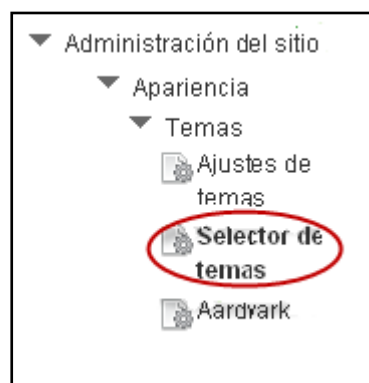 Administración del sitio
Apariencia
Temas
Ajustes de
temas
Selector de
temas
Aardvark